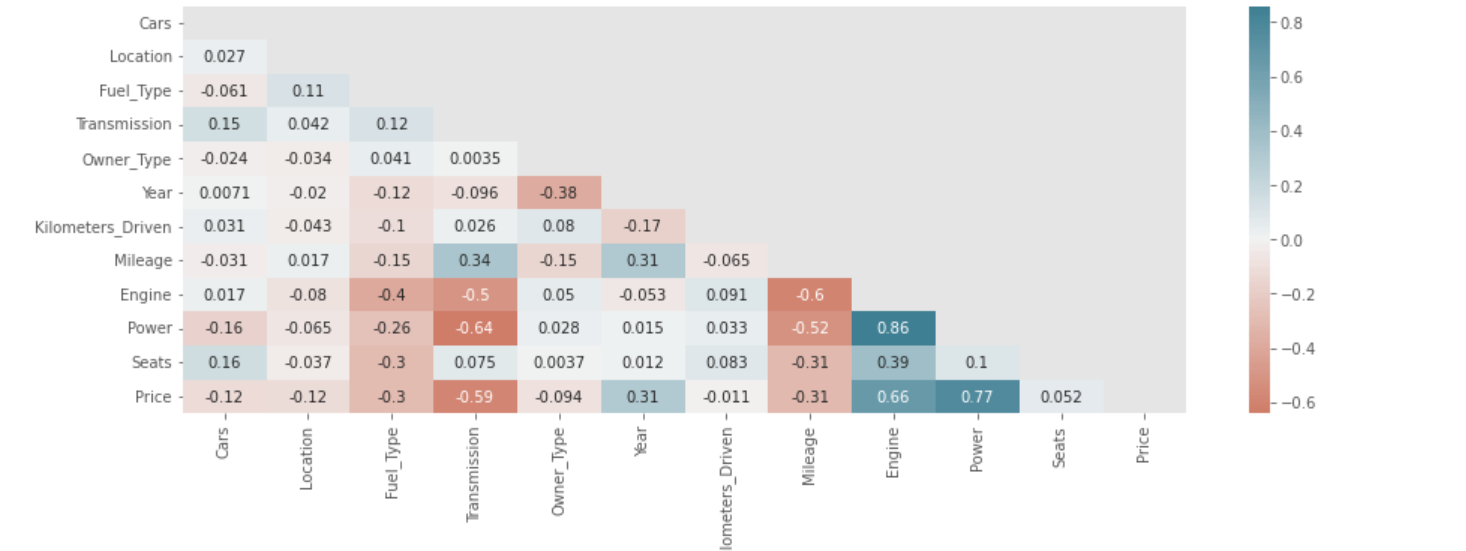 Cars
Location 0.027
Fuel_Type -0.061 0.11
Transmission 0.15 0.042 0.12
Owner_Type -0.024 -0.034 0.041 0.0035
Year 0.0071 -0.02 -0.12 -0.096 -0.38
Kilometers_Driven 0.031 -0.043 -0.1 0.026 0.08 -0.17
Mileage -0.031 0.017 -0.15 0.34 -0.15 0.31 -0.065
Engine 0.017 -0.08 -0.4 -0.5 0.05 -0.053 0.091 -0.6
Power -0.16 -0.065 -0.26 -0.64 0.028 0.015 0.033 -0.52 0.86
Seats 0.16 -0.037 -0.3 0.075 0.0037 0.012 0.083 -0.31 0.39 0.1
Price -0.12 -0.12 -0.3 -0.59 -0.094 0.31 -0.011 -0.31 0.66 0.77 0.052
Cars Location Fuel_Type Transmission Owner_Type Year lometers_Driven Mileage Engine Power Seats Price
0.8
0.6
0.4
0.2
0.0
−0.2
−0.4
−0.6